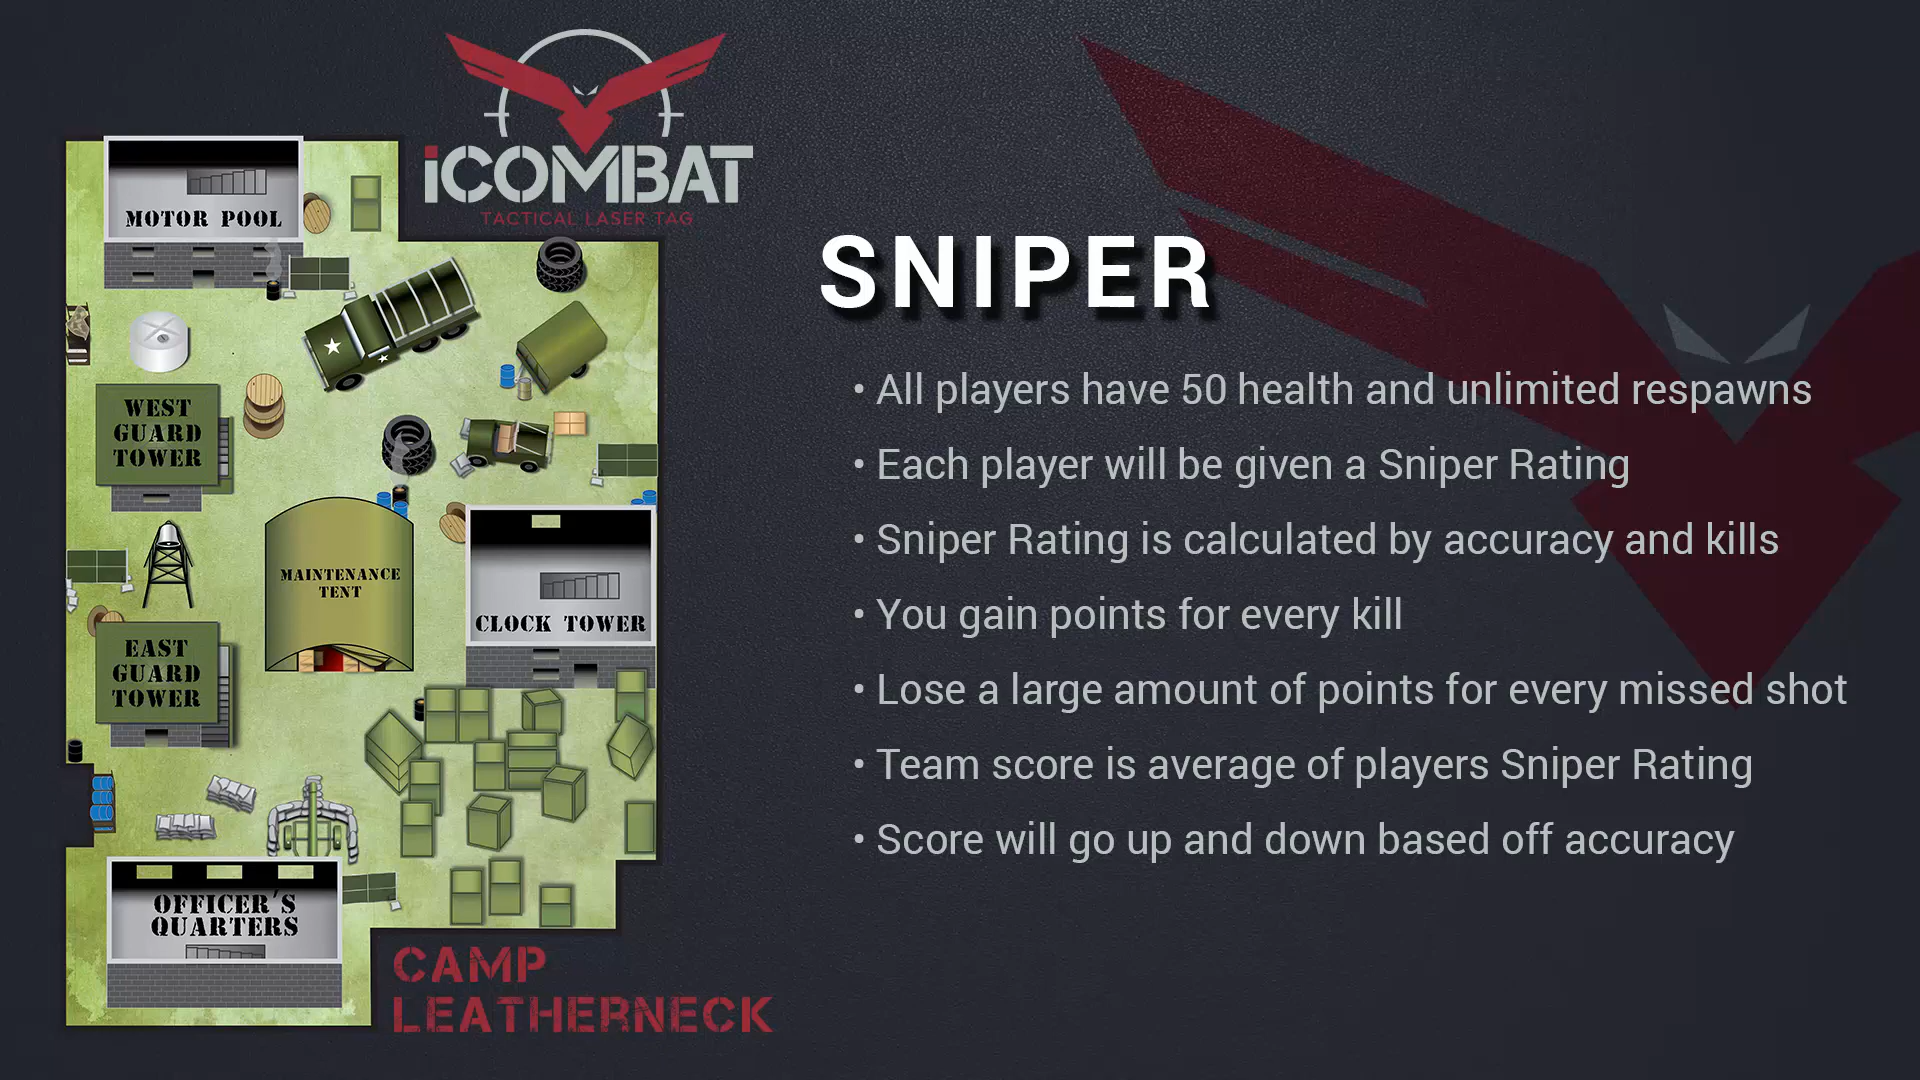 iCOMBAT
TACTICAL LASER TAG
MOTOR POOL
WEST
GUARD
TOWER
MAINTENANCE
TENT
CLOCK TOWER
EAST
GUARD
TOWER
OFFICER'S
QUARTERS
CAMP
LEATHERNECK
SNIPER
• All players have 50 health and unlimited respawns
• Each player will be given a Sniper Rating
• Sniper Rating is calculated by accuracy and kills
• You gain points for every kill
• Lose a large amount of points for every missed shot
• Team score is average of players Sniper Rating
• Score will go up and down based off accuracy